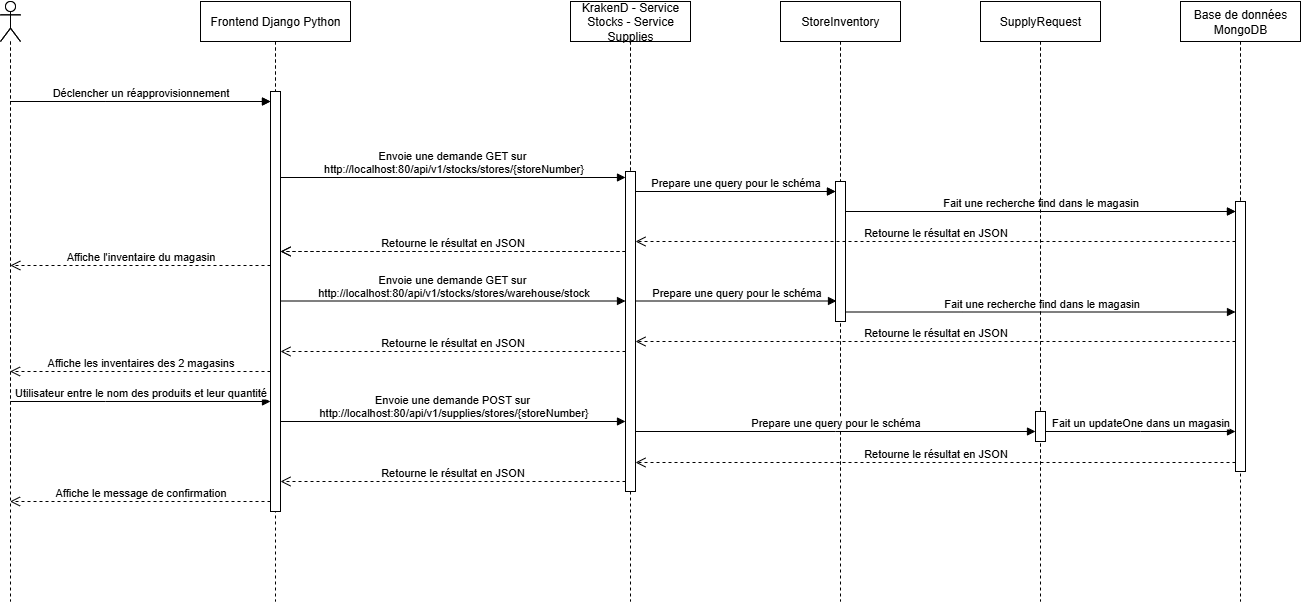 Frontend Django Python
KrakenD - Service
Stocks - Service
Supplies
StoreInventory
SupplyRequest
Base de données
MongoDB
Déclencher un réapprovisionnement
Envoie une demande GET sur
http://localhost:80/api/v1/stocks/stores/{storeNumber}
Prepare une query pour le schéma
Fait une recherche find dans le magasin
Retourne le résultat en JSON
Retourne le résultat en JSON
Affiche l'inventaire du magasin
Envoie une demande GET sur
http://localhost:80/api/v1/stocks/stores/warehouse/stock
Prepare une query pour le schéma
Fait une recherche find dans le magasin
Retourne le résultat en JSON
Retourne le résultat en JSON
Affiche les inventaires des 2 magasins
Utilisateur entre le nom des produits et leur quantité
Envoie une demande POST sur
http://localhost:80/api/v1/supplies/stores/{storeNumber}
Prepare une query pour le schéma
Fait un updateOne dans un magasin
Retourne le résultat en JSON
Retourne le résultat en JSON
Affiche le message de confirmation